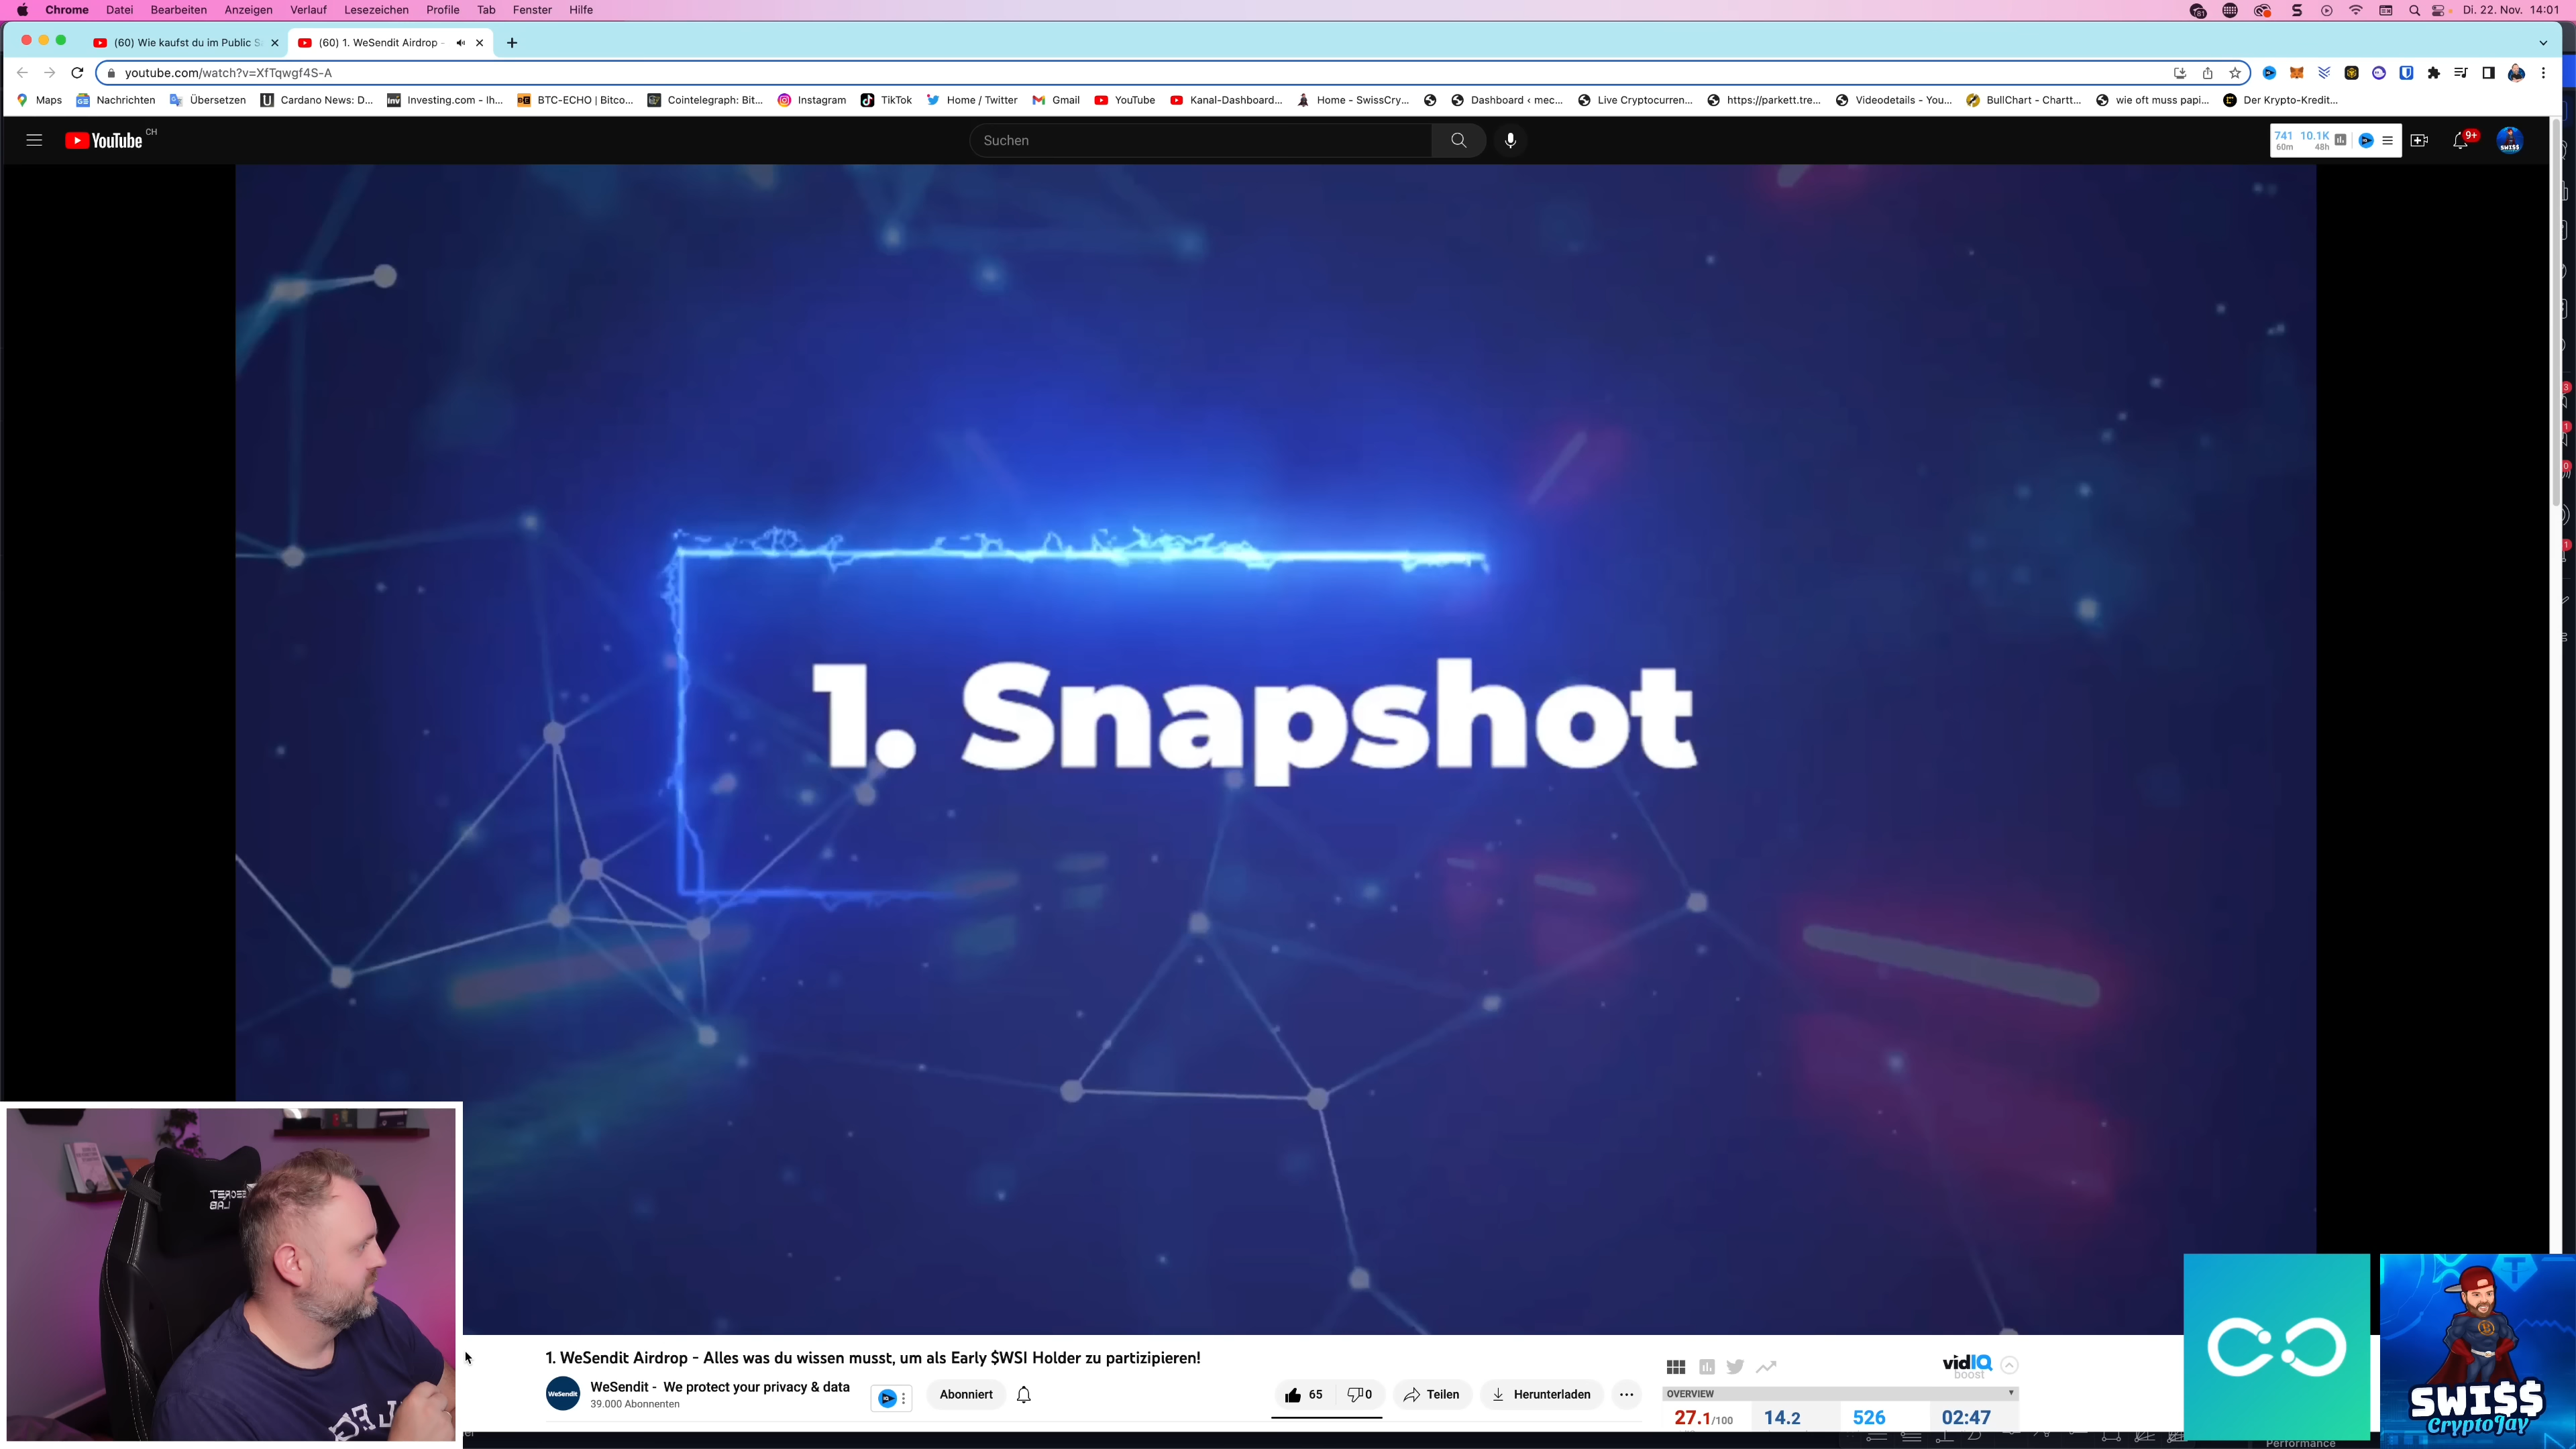 Chrome Datei Bearbeiten Anzeigen Verlauf Lesezeichen Profile Tab Fenster Hilfe
Di. 22. Nov. 14:01
(60) Wie kaufst du im Public S
(60) 1. WeSendit Airdrop -
youtube.com/watch?v=XfTqwgf4S-A
Maps Nachrichten Übersetzen Cardano News: D... Investing.com - Ih... BTC-ECHO | Bitco... Cointelegraph: Bit... Instagram TikTok Home / Twitter Gmail YouTube Kanal-Dashboard... Home - SwissCry... Dashboard ‹ mec... Live Cryptocurren... https://parkett.tre... Videodetails - You... BullChart - Chartt... wie oft muss papi... Der Krypto-Kredit...
YouTube CH
Suchen
741 10.1K
60m 48h
9+
1. Snapshot
1. WeSendit Airdrop - Alles was du wissen musst, um als Early $WSI Holder zu partizipieren!
WeSendit
WeSendit - We protect your privacy & data
39.000 Abonnenten
Abonniert
65
0
Teilen
Herunterladen
vidIQ
boost
OVERVIEW
27.1/100 14.2 526 02:47
SWI$$
CryptoJay
Performance